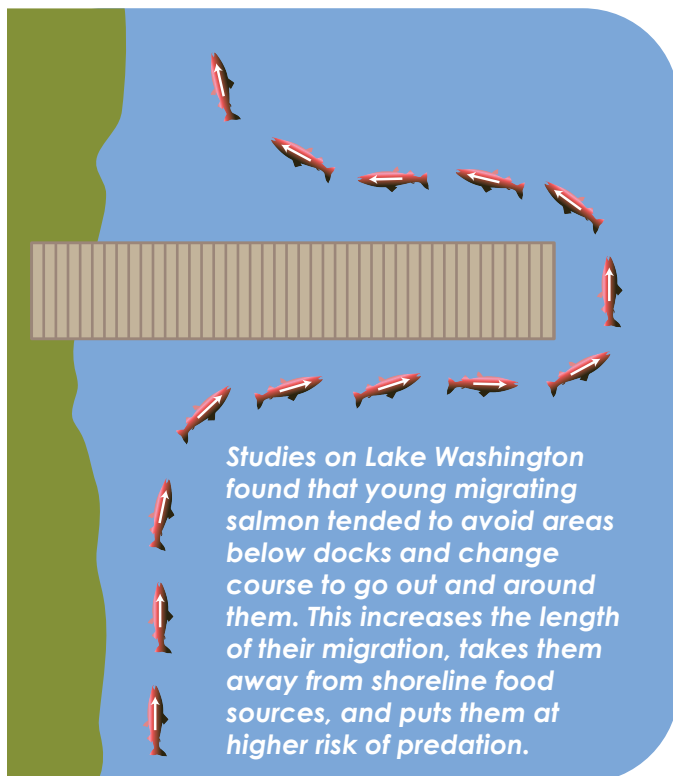 Studies on Lake Washington
found that young migrating
salmon tended to avoid areas
below docks and change
course to go out and around
them. This increases the length
of their migration, takes them
away from shoreline food
sources, and puts them at
higher risk of predation.